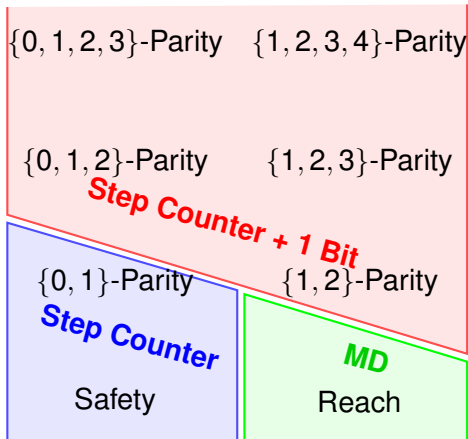 {0, 1, 2, 3}-Parity {1, 2, 3, 4}-Parity
{0, 1, 2}-Parity {1, 2, 3}-Parity
Step Counter + 1 Bit
{0, 1}-Parity {1, 2}-Parity
Step Counter MD
Safety Reach